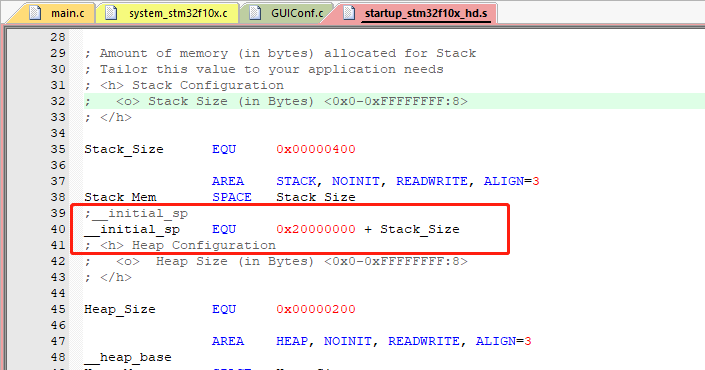 main.c system_stm32f10x.c GUIConf.c startup_stm32f10x_hd.s
28
29 ; Amount of memory (in bytes) allocated for Stack
30 ; Tailor this value to your application needs
31 ; <h> Stack Configuration
32 ;   <o> Stack Size (in Bytes) <0x0-0xFFFFFFFF:8>
33 ; </h>
34
35 Stack_Size      EQU     0x00000400
36
37                 AREA    STACK, NOINIT, READWRITE, ALIGN=3
38 Stack_Mem       SPACE   Stack_Size
39 ;__initial_sp
40 __initial_sp    EQU     0x20000000 + Stack_Size
41 ; <h> Heap Configuration
42 ;   <o>  Heap Size (in Bytes) <0x0-0xFFFFFFFF:8>
43 ; </h>
44
45 Heap_Size       EQU     0x00000200
46
47                 AREA    HEAP, NOINIT, READWRITE, ALIGN=3
48 __heap_base